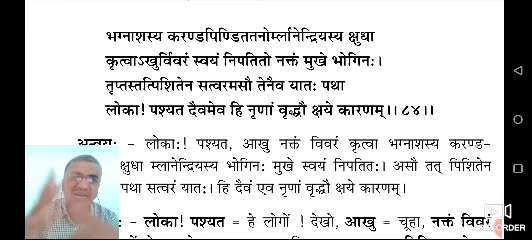 भग्नाशस्य करण्डपिण्डिततनोर्म्लानेन्द्रियस्य क्षुधा
कृत्वाऽखुर्विवरं स्वयं निपतितो नक्तं मुखे भोगिनः।
तृप्तस्तत्पिशितेन सत्वरमसौ तेनैव यातः पथा
लोका! पश्यत दैवमेव हि नृणां वृद्धौ क्षये कारणम्।। ८४।।
अन्वयः - लोकाः! पश्यत, आखु नक्तं विवरं कृत्वा भग्नाशस्य करण्ड-
क्षुधा म्लानेन्द्रियस्य भोगिनः मुखे स्वयं निपतितः। असौ तत् पिशितेन
पथा सत्वरं यातः। हि दैवं एव नृणां वृद्धौ क्षये कारणम्।
: - लोकाः! पश्यत = हे लोगों ! देखो, आखुः = चूहा, नक्तं विवरं